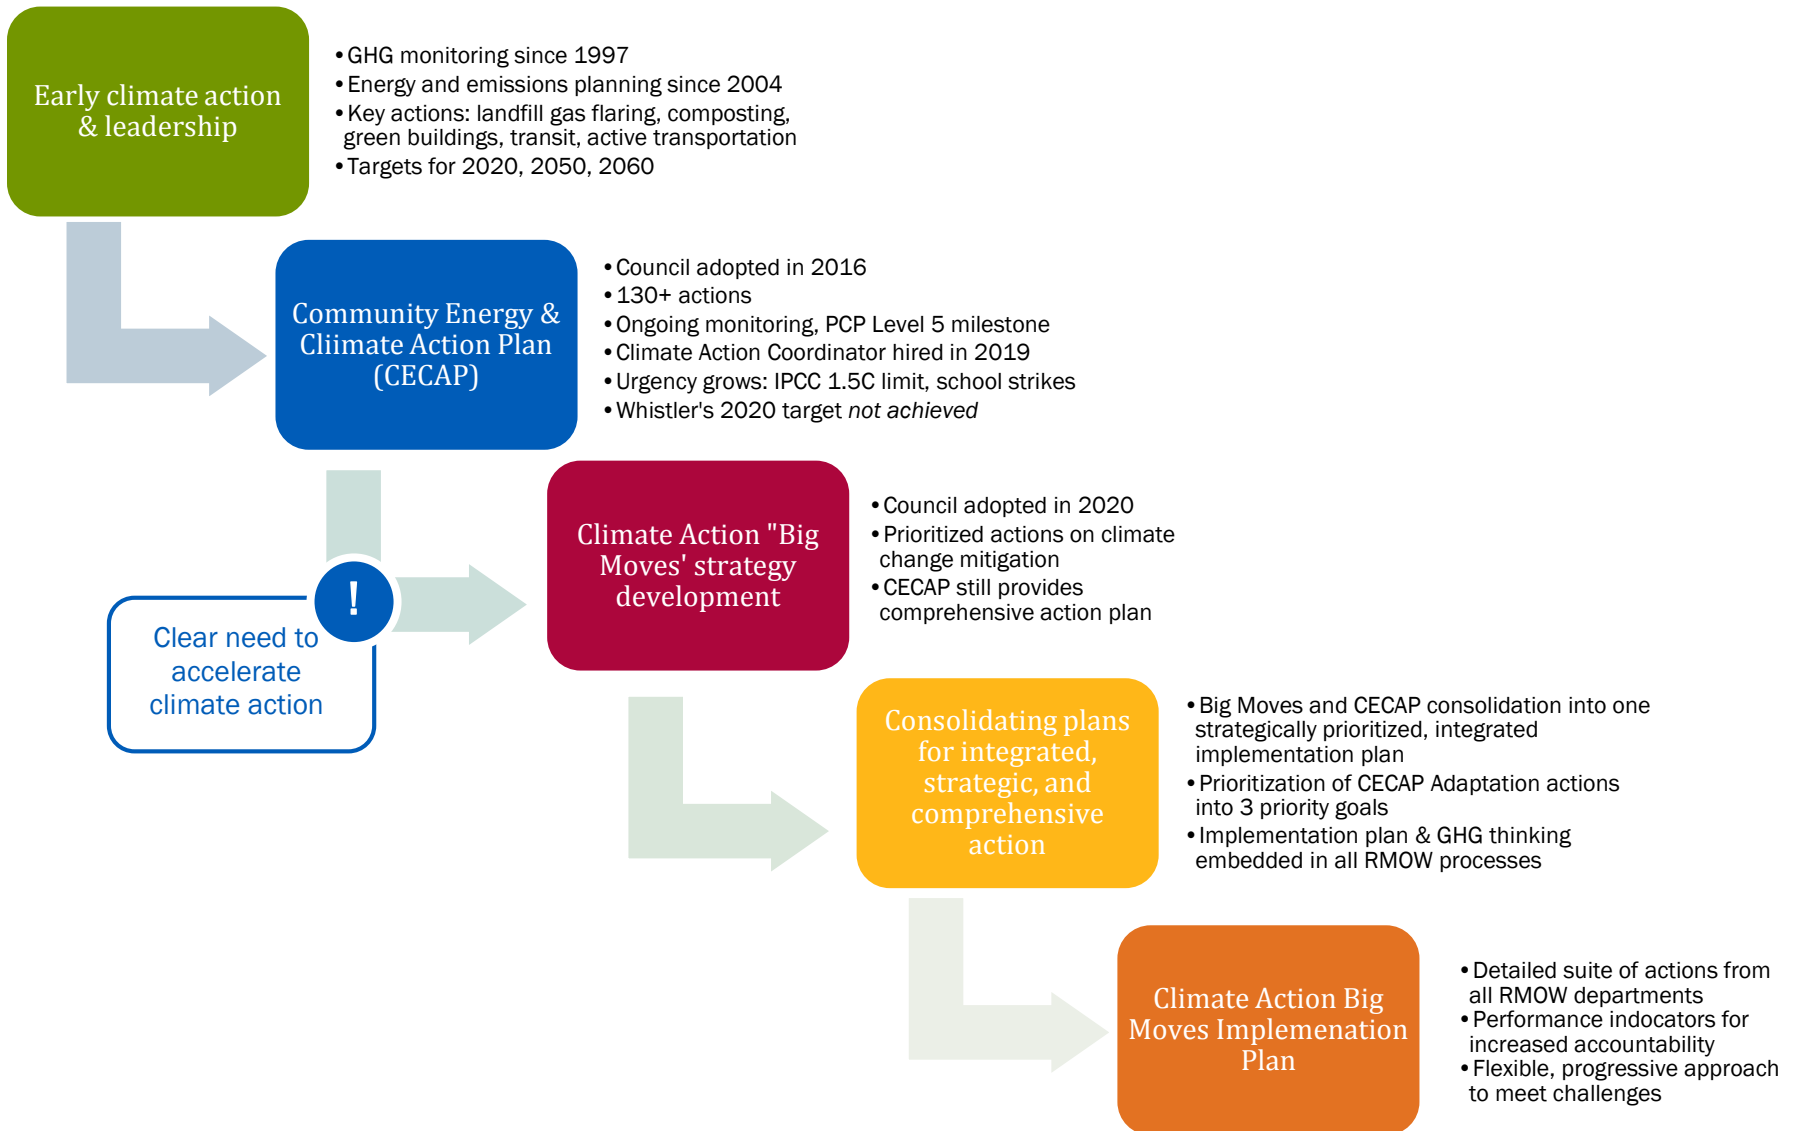 Early climate action
& leadership
•GHG monitoring since 1997
•Energy and emissions planning since 2004
•Key actions: landfill gas flaring, composting,
green buildings, transit, active transportation
•Targets for 2020, 2050, 2060
Community Energy &
Cliimate Action Plan
(CECAP)
•Council adopted in 2016
•130+ actions
•Ongoing monitoring, PCP Level 5 milestone
•Climate Action Coordinator hired in 2019
•Urgency grows: IPCC 1.5C limit, school strikes
•Whistler's 2020 target not achieved
!
Clear need to
accelerate
climate action
Climate Action "Big
Moves' strategy
development
•Council adopted in 2020
•Prioritized actions on climate
change mitigation
•CECAP still provides
comprehensive action plan
Consolidating plans
for integrated,
strategic, and
comprehensive
action
•Big Moves and CECAP consolidation into one
strategically prioritized, integrated
implementation plan
•Prioritization of CECAP Adaptation actions
into 3 priority goals
•Implementation plan & GHG thinking
embedded in all RMOW processes
Climate Action Big
Moves Implemenation
Plan
•Detailed suite of actions from
all RMOW departments
•Performance indocators for
increased accountability
•Flexible, progressive approach
to meet challenges